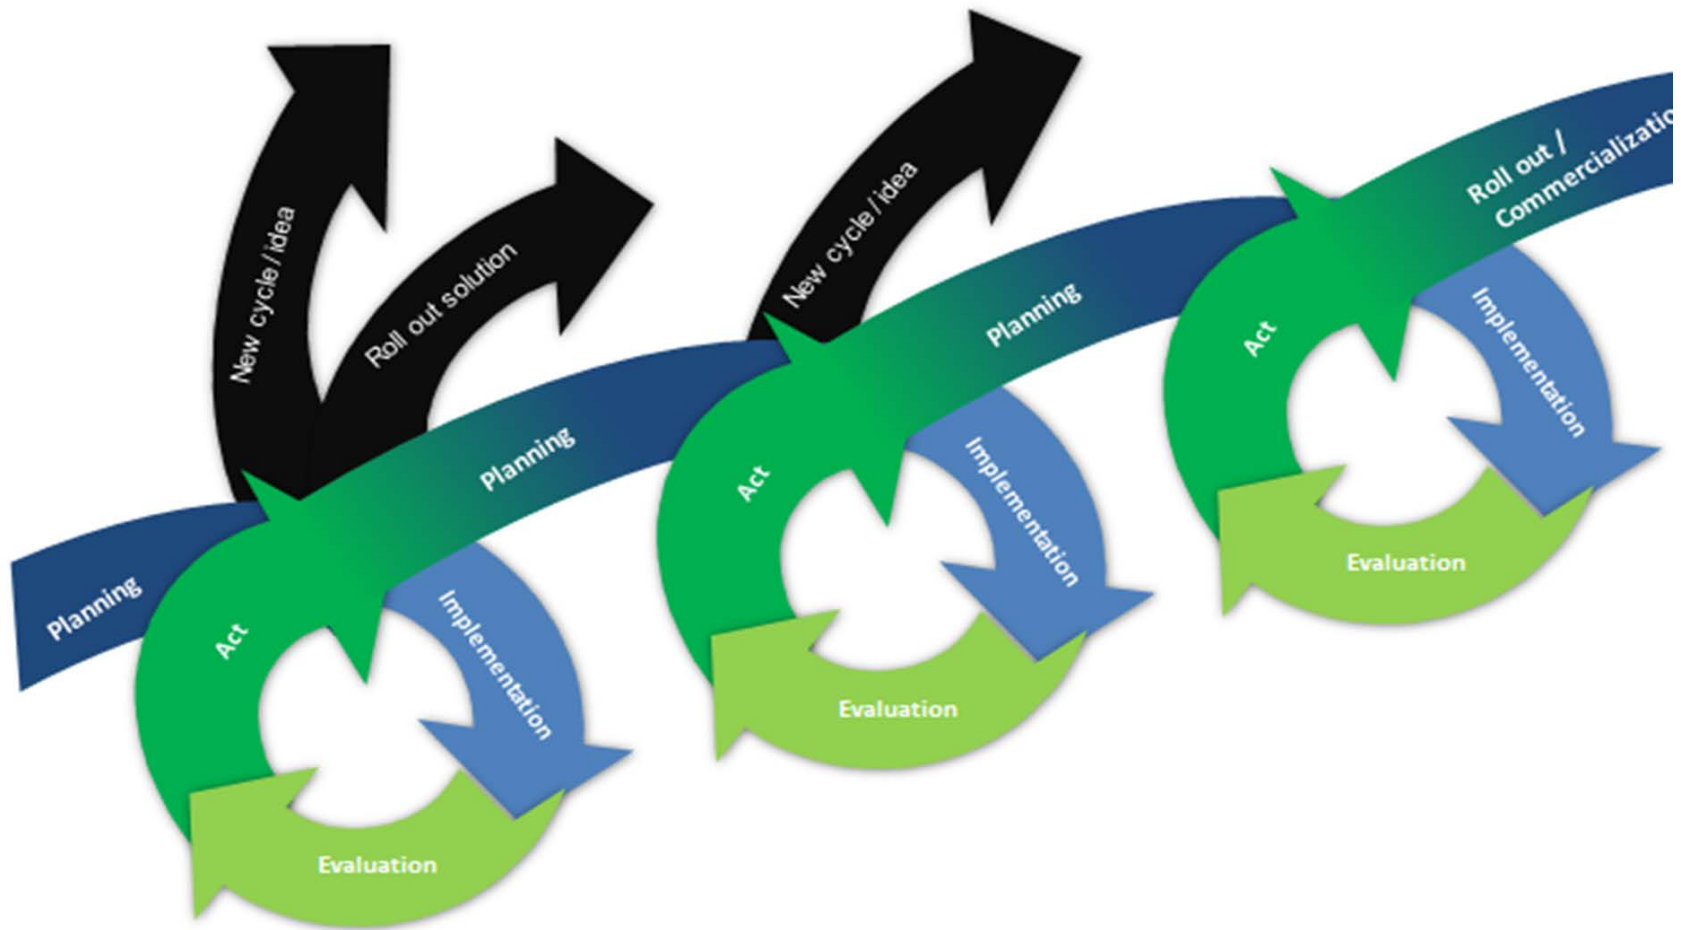 New cycle / idea
Roll out solution
New cycle / idea
Roll out /
Commercializatio
Planning
Planning
Planning
Act
Implementation
Evaluation
Act
Implementation
Evaluation
Act
Implementation
Evaluation